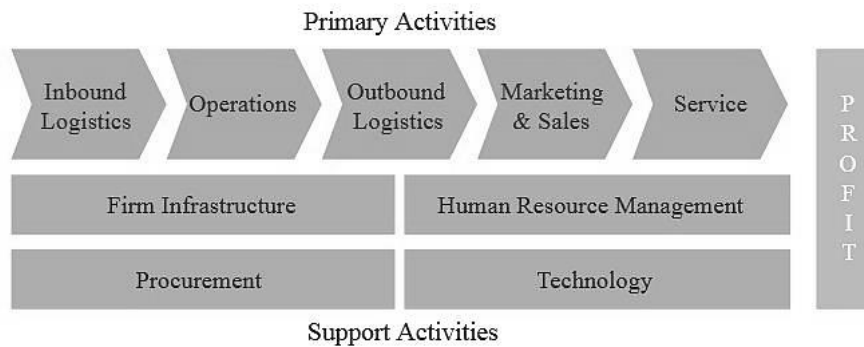 Primary Activities
Inbound
Logistics
Operations
Outbound
Logistics
Marketing
& Sales
Service
Firm Infrastructure
Human Resource Management
Procurement
Technology
Support Activities
P
R
O
F
I
T